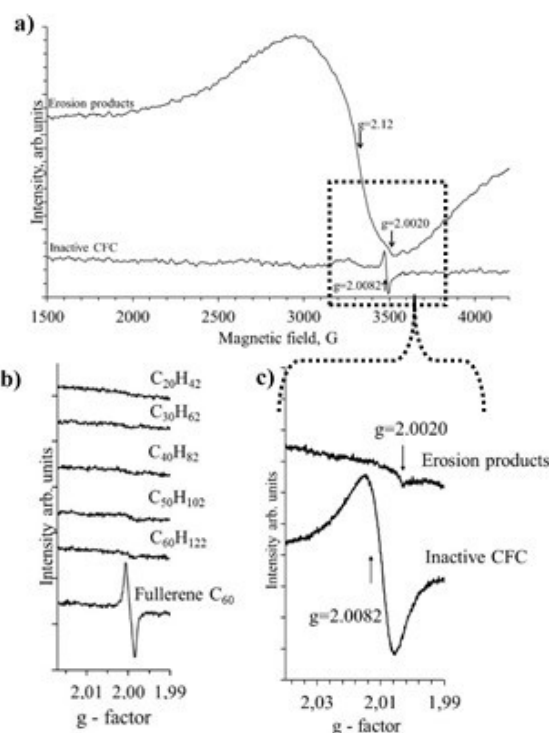 a)
Intensity, arb.units
Erosion products
g=2.12
g=2.0020
Inactive CFC
g=2.0082
1500 2000 2500 3000 3500 4000
Magnetic field, G
b)
Intensity arb. units
C₂₀H₄₂
C₃₀H₆₂
C₄₀H₈₂
C₅₀H₁₀₂
C₆₀H₁₂₂
Fullerene C₆₀
2.01 2.00 1.99
g - factor
c)
Intensity arb. units
g=2.0020
Erosion products
Inactive CFC
g=2.0082
2,03 2,01 1,99
g - factor